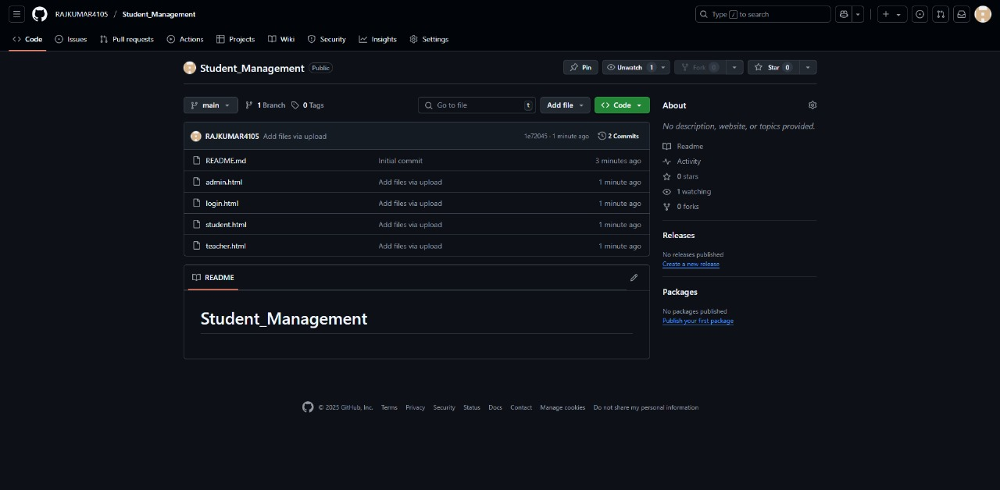 RAJKUMAR4105 / Student_Management
Type / to search
Code Issues Pull requests Actions Projects Wiki Security Insights Settings
Student_Management Public
Pin Unwatch 1 Fork 0 Star 0
main 1 Branch 0 Tags Go to file t Add file Code
RAJKUMAR4105 Add files via upload 1e72045 · 1 minute ago 2 Commits
README.md Initial commit 3 minutes ago
admin.html Add files via upload 1 minute ago
login.html Add files via upload 1 minute ago
student.html Add files via upload 1 minute ago
teacher.html Add files via upload 1 minute ago
README
Student_Management
About
No description, website, or topics provided.
Readme
Activity
0 stars
1 watching
0 forks
Releases
No releases published
Create a new release
Packages
No packages published
Publish your first package
© 2025 GitHub, Inc. Terms Privacy Security Status Docs Contact Manage cookies Do not share my personal information